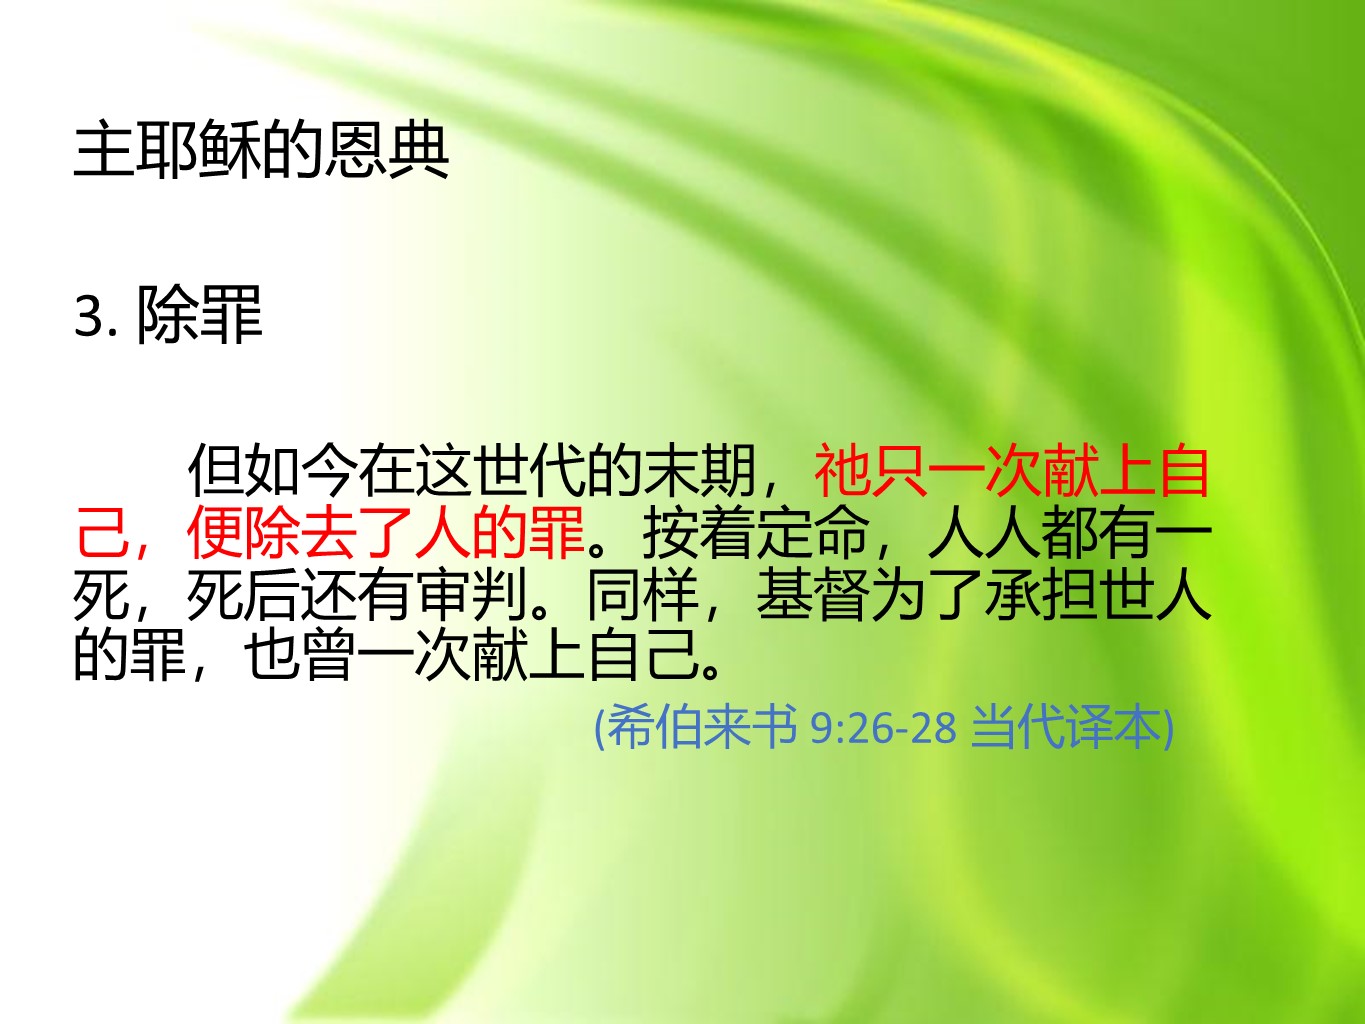 主耶稣的恩典
3. 除罪
但如今在这世代的末期，祂只一次献上自
己，便除去了人的罪。按着定命，人人都有一
死，死后还有审判。同样，基督为了承担世人
的罪，也曾一次献上自己。
(希伯来书 9:26-28 当代译本)